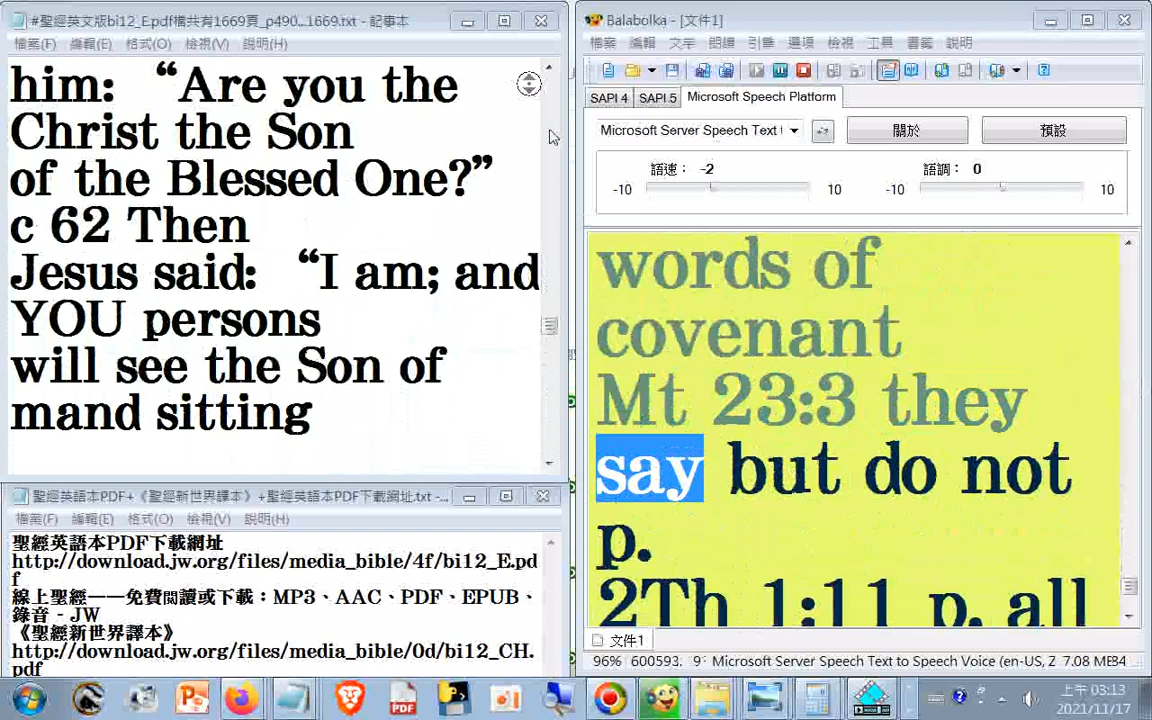 #聖經英文版bi12_E.pdf檔共有1669頁_p490...1669.txt - 記事本
檔案(F) 編輯(E) 格式(O) 檢視(V) 說明(H)
him: “Are you the
Christ the Son
of the Blessed One?”
c 62 Then
Jesus said: “I am; and
YOU persons
will see the Son of
mand sitting
聖經英語本PDF+《聖經新世界譯本》+聖經英語本PDF下載網址.txt - ...
檔案(F) 編輯(E) 格式(O) 檢視(V) 說明(H)
聖經英語本PDF下載網址
http://download.jw.org/files/media_bible/4f/bi12_E.pd
f
線上聖經——免費閱讀或下載：MP3、AAC、PDF、EPUB、
錄音 - JW
《聖經新世界譯本》
http://download.jw.org/files/media_bible/0d/bi12_CH.
pdf
Balabolka - [文件1]
檔案 編輯 文字 朗讀 引擎 選項 檢視 工具 書籤 說明
SAPI 4 SAPI 5 Microsoft Speech Platform
Microsoft Server Speech Text 關於 預設
語速： -2 語調： 0
-10 10 -10 10
words of
covenant
Mt 23:3 they
say but do not
p.
2Th 1:11 p. all
文件1
96% 600593. Microsoft Server Speech Text to Speech Voice (en-US, Z 7.08 MB
PDF
上午 03:13
2021/11/17